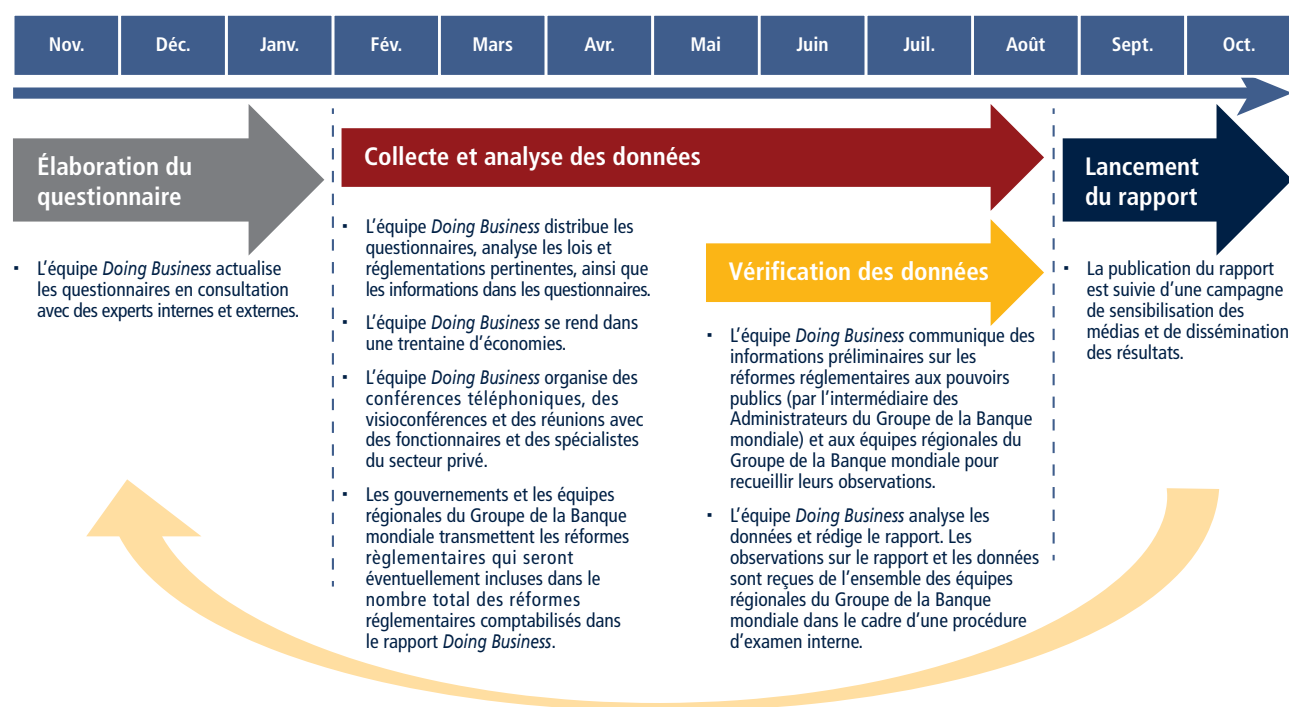 Nov. Déc. Janv. Fév. Mars Avr. Mai Juin Juil. Août Sept. Oct.
Élaboration du
questionnaire
▪ L’équipe Doing Business actualise
les questionnaires en consultation
avec des experts internes et externes.
Collecte et analyse des données
▪ L’équipe Doing Business distribue les
questionnaires, analyse les lois et
réglementations pertinentes, ainsi que
les informations dans les questionnaires.
▪ L’équipe Doing Business se rend dans
une trentaine d’économies.
▪ L’équipe Doing Business organise des
conférences téléphoniques, des
visioconférences et des réunions avec
des fonctionnaires et des spécialistes
du secteur privé.
▪ Les gouvernements et les équipes
régionales du Groupe de la Banque
mondiale transmettent les réformes
règlementaires qui seront
éventuellement incluses dans le
nombre total des réformes
réglementaires comptabilisés dans
le rapport Doing Business.
Vérification des données
▪ L’équipe Doing Business communique des
informations préliminaires sur les
réformes réglementaires aux pouvoirs
publics (par l’intermédiaire des
Administrateurs du Groupe de la Banque
mondiale) et aux équipes régionales du
Groupe de la Banque mondiale pour
recueillir leurs observations.
▪ L’équipe Doing Business analyse les
données et rédige le rapport. Les
observations sur le rapport et les données
sont reçues de l’ensemble des équipes
régionales du Groupe de la Banque
mondiale dans le cadre d’une procédure
d’examen interne.
Lancement
du rapport
▪ La publication du rapport
est suivie d’une campagne
de sensibilisation des
médias et de dissémination
des résultats.